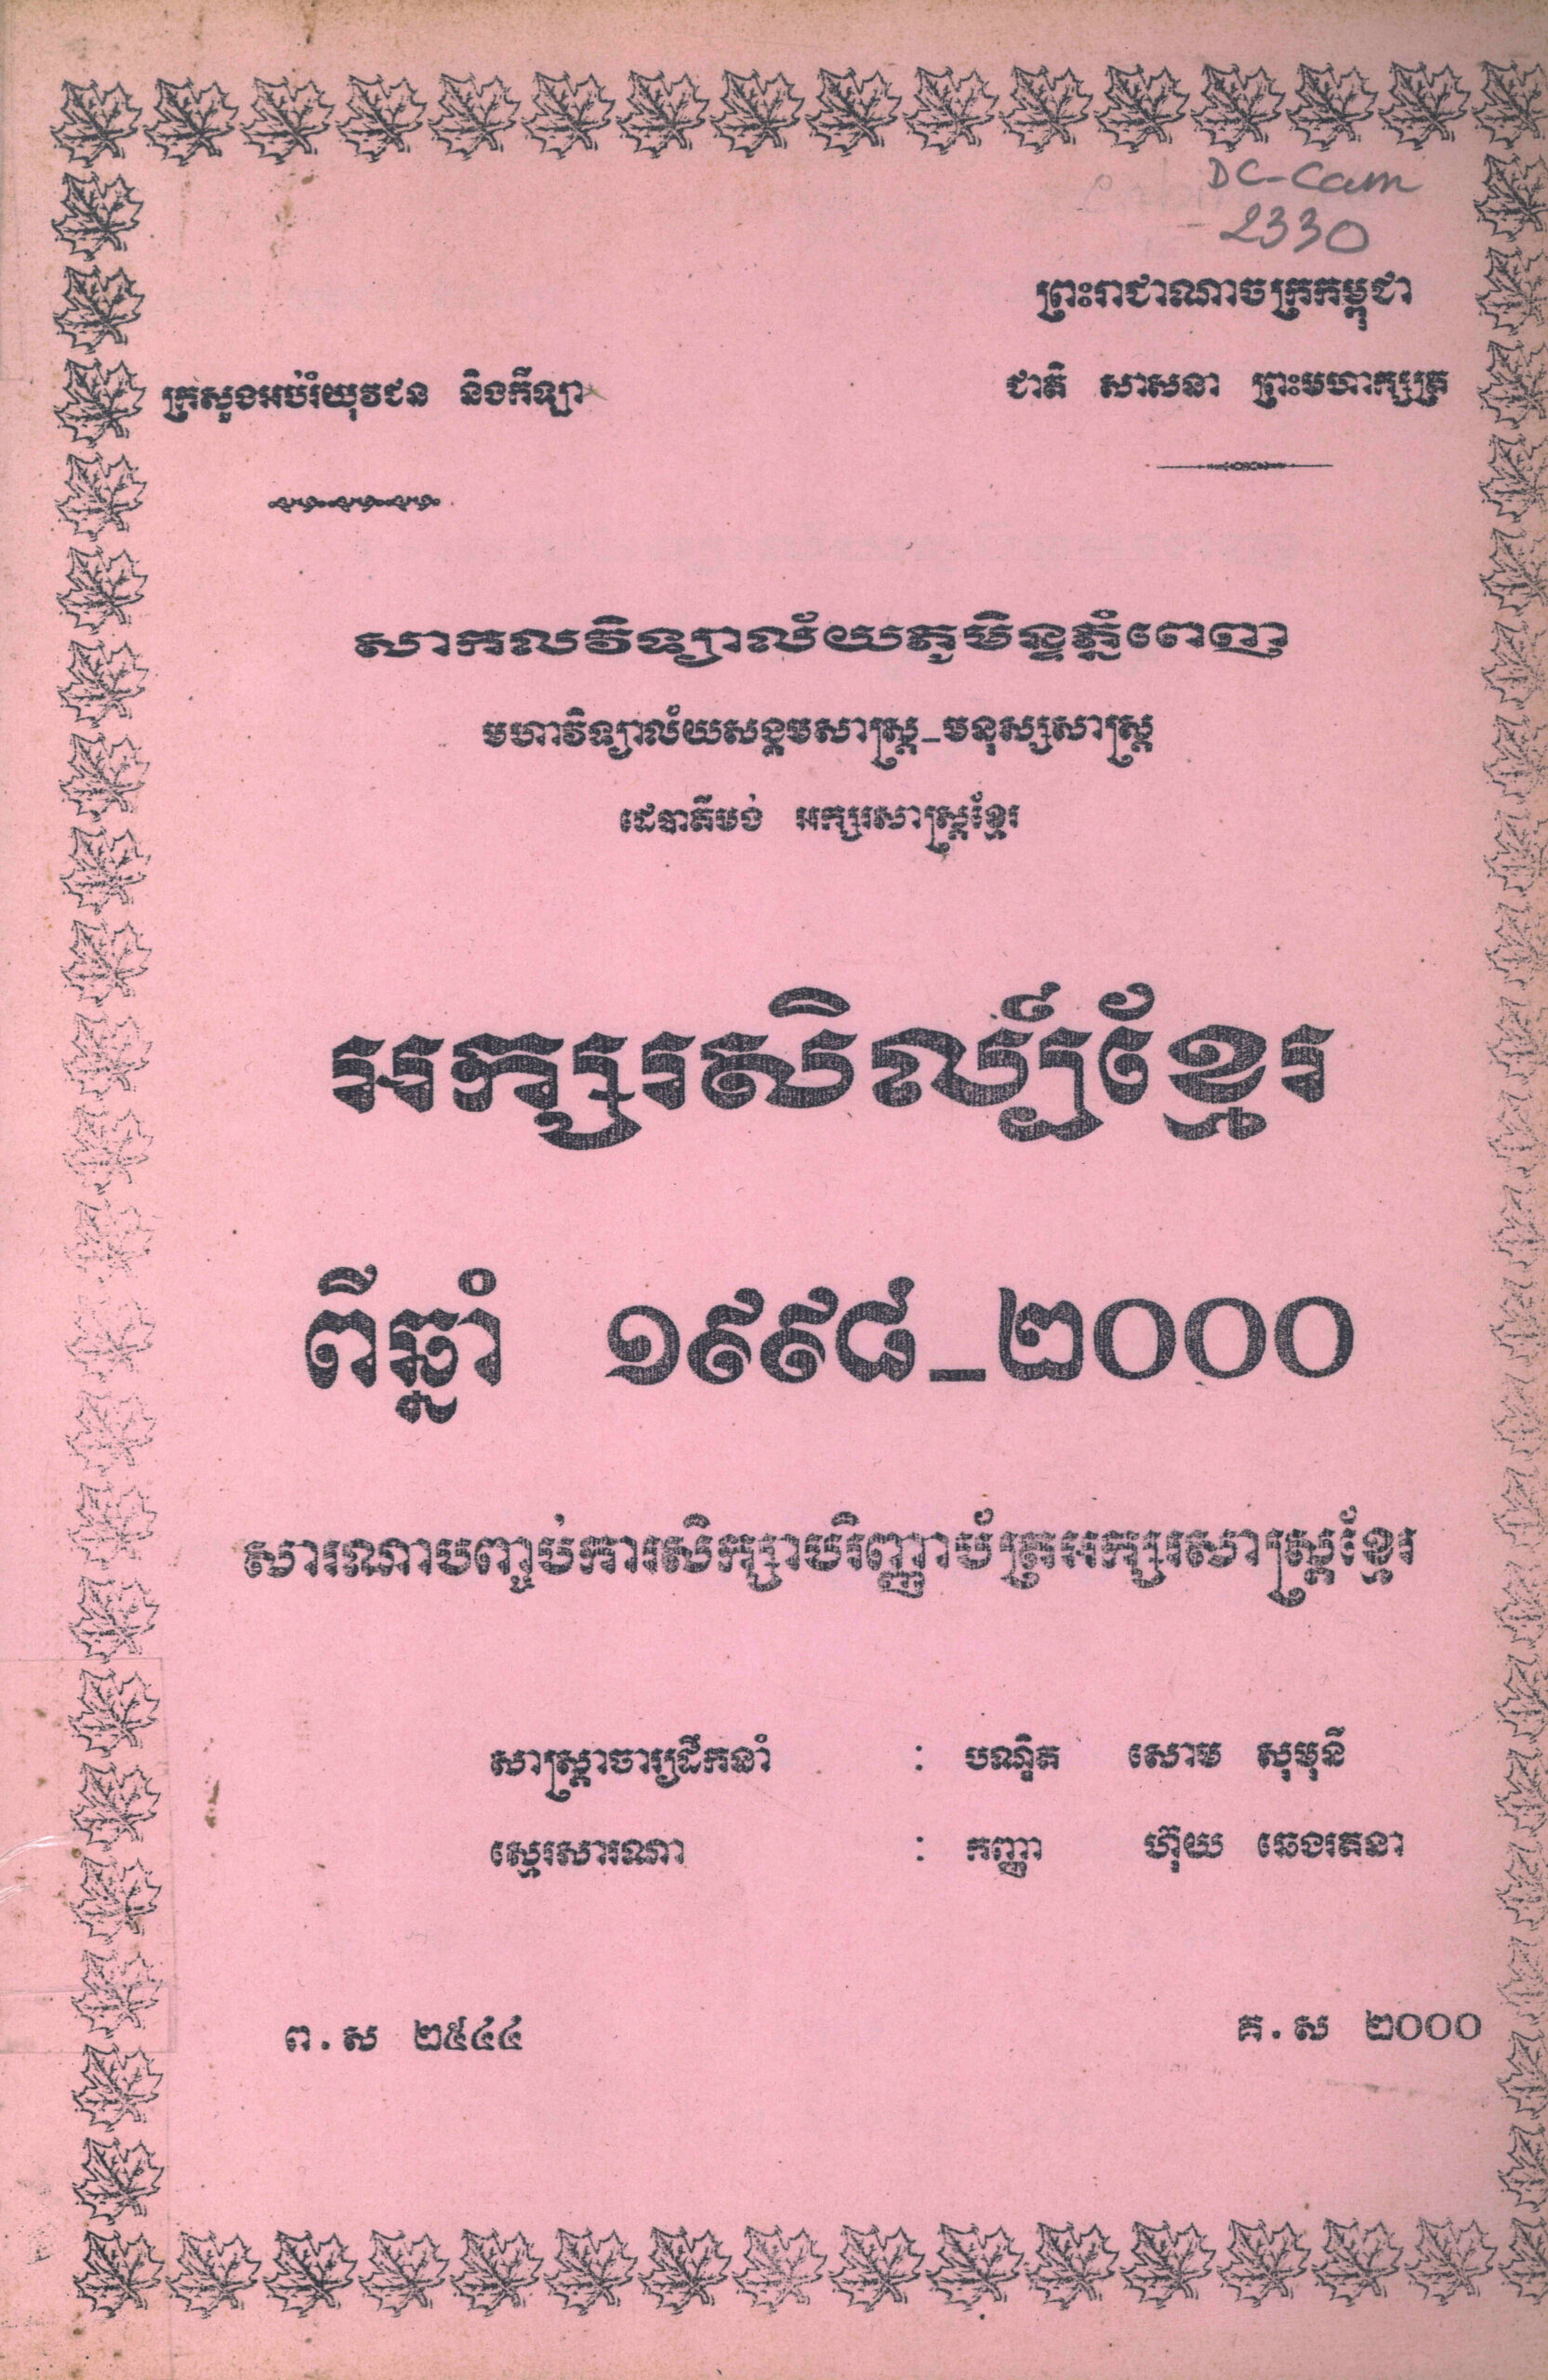 DC-Cam
2330
ព្រះរាជាណាចក្រកម្ពុជា
ក្រសួងអប់រំយុវជន និងកីឡា
ជាតិ សាសនា ព្រះមហាក្សត្រ
សាកលវិទ្យាល័យភូមិន្ទភ្នំពេញ
មហាវិទ្យាល័យសង្គមសាស្ត្រ_មនុស្សសាស្ត្រ
ដេប៉ាតឺមង់ អក្សរសាស្ត្រខ្មែរ
អក្សរសិល្ប៍ខ្មែរ
ពីឆ្នាំ ១៩៩៨_២០០០
សារណាបញ្ចប់ការសិក្សាបរិញ្ញាប័ត្រអក្សរសាស្ត្រខ្មែរ
សាស្ត្រាចារ្យដឹកនាំ : បណ្ឌិត សោម សុមុនី
ស្មេរសារណា : កញ្ញា ហ៊ុយ ឆេងរតនា
ព.ស ២៥៤៤
គ.ស ២០០០